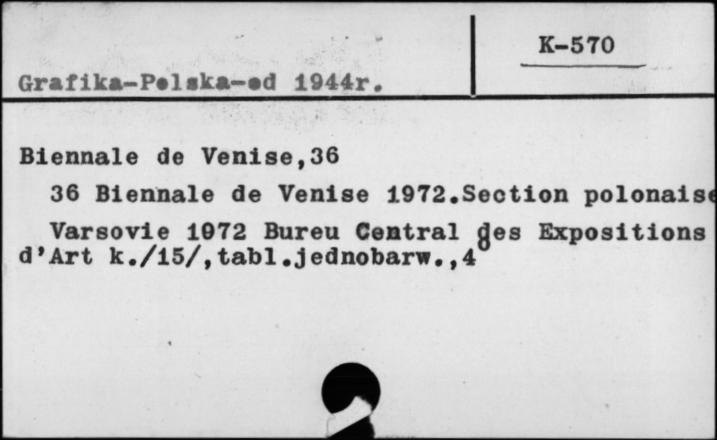 K-570
Grafika-Polska-od 1944r.
Biennale de Venise,36
36 Biennale de Venise 1972.Section polonaise
Varsovie 1972 Bureu Central des Expositions
d'Art k./15/,tabl.jednobarw.,4°